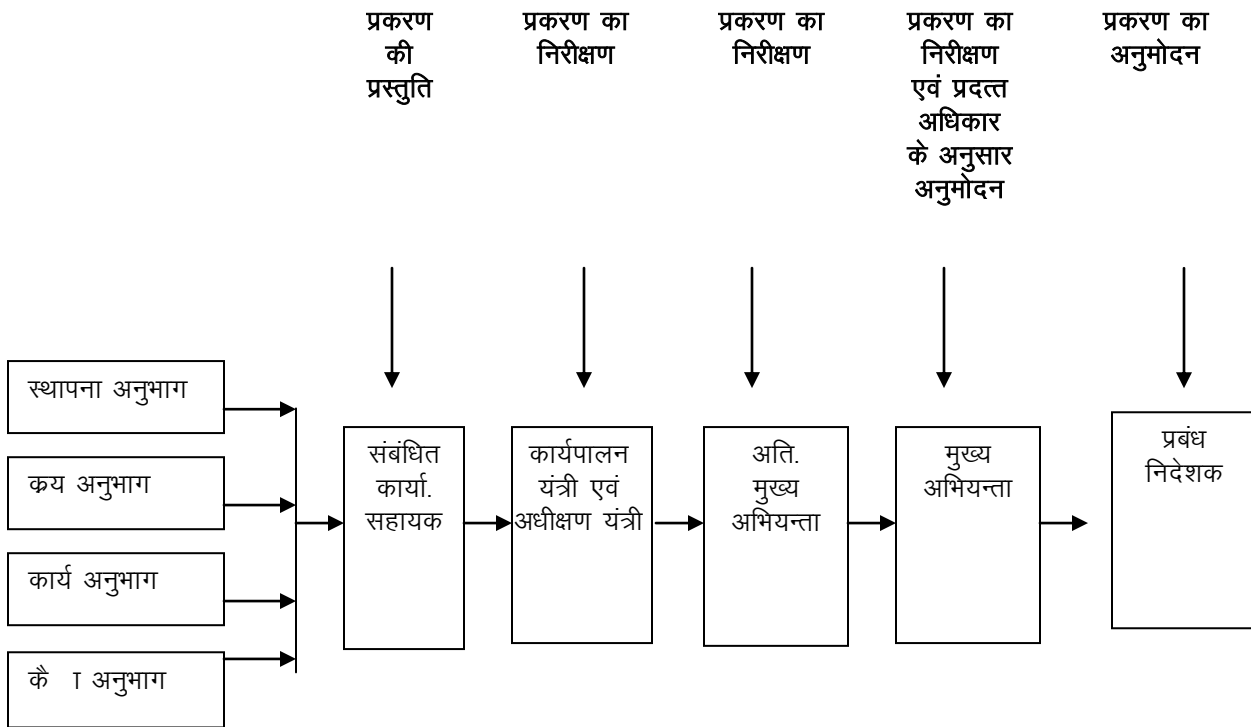 प्रकरण
की
प्रस्तुति
प्रकरण का
निरीक्षण
प्रकरण का
निरीक्षण
प्रकरण का
निरीक्षण
एवं प्रदत्त
अधिकार
के अनुसार
अनुमोदन
प्रकरण का
अनुमोदन
स्थापना अनुभाग
क्रय अनुभाग
कार्य अनुभाग
अनुभाग
संबंधित
कार्या.
सहायक
कार्यपालन
यंत्री एवं
अधीक्षण यंत्री
अति.
मुख्य
अभियन्ता
मुख्य
अभियन्ता
प्रबंध
निदेशक